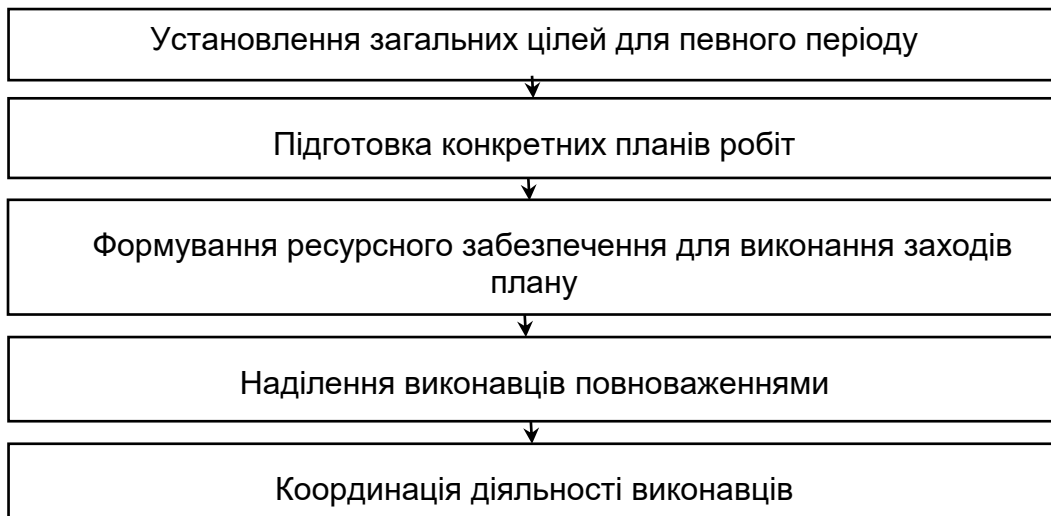 Установлення загальних цілей для певного періоду
Підготовка конкретних планів робіт
Формування ресурсного забезпечення для виконання заходів
плану
Наділення виконавців повноваженнями
Координація діяльності виконавців